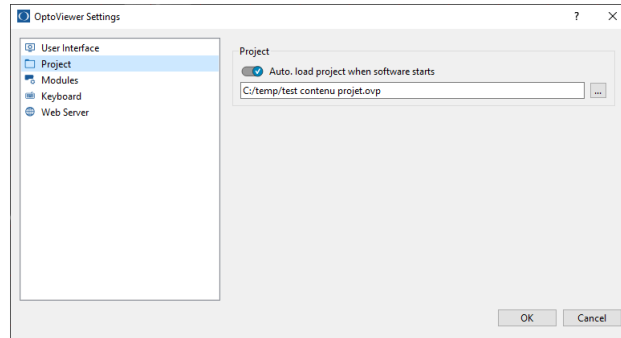 OptoViewer Settings
?
User Interface
Project
Modules
Keyboard
Web Server
Project
Auto. load project when software starts
C:/temp/test contenu projet.ovp
...
OK
Cancel